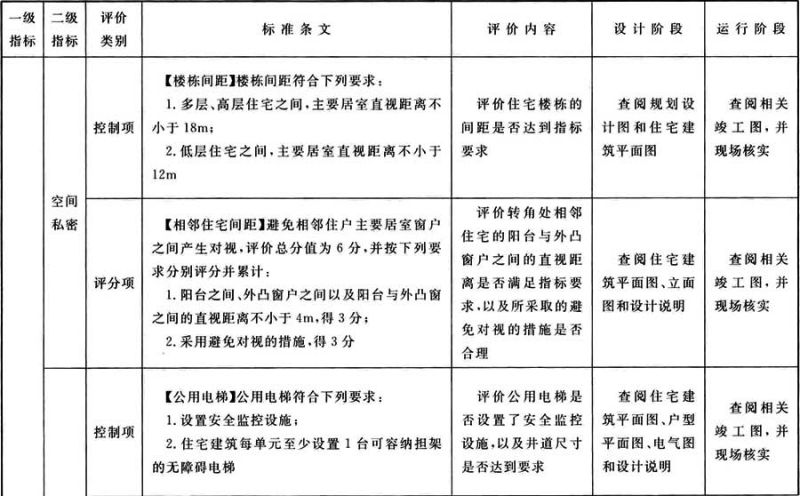 一级指标
二级指标
评价类别
标准条文
评价内容
设计阶段
运行阶段
空间私密
控制项
【楼栋间距】楼栋间距符合下列要求：
1.多层、高层住宅之间，主要居室直视距离不
小于18m；
2.低层住宅之间，主要居室直视距离不小于
12m
评价住宅楼栋的
间距是否达到指标
要求
查阅规划设
计图和住宅建
筑平面图
查阅相关
竣工图，并
现场核实
评分项
【相邻住宅间距】避免相邻住户主要居室窗户
之间产生对视，评价总分值为6分，并按下列要
求分别评分并累计：
1.阳台之间、外凸窗户之间以及阳台与外凸窗
之间的直视距离不小于4m，得3分；
2.采用避免对视的措施，得3分
评价转角处相邻
住宅的阳台与外凸
窗户之间的直视距
离是否满足指标要
求，以及所采取的避
免对视的措施是否
合理
查阅住宅建
筑平面图、立面
图和设计说明
查阅相关
竣工图，并
现场核实
控制项
【公用电梯】公用电梯符合下列要求：
1.设置安全监控设施；
2.住宅建筑每单元至少设置1台可容纳担架
的无障碍电梯
评价公用电梯是
否设置了安全监控
设施，以及井道尺寸
是否达到要求
查阅住宅建
筑平面图、户型
平面图、电气图
和设计说明
查阅相关
竣工图，并
现场核实